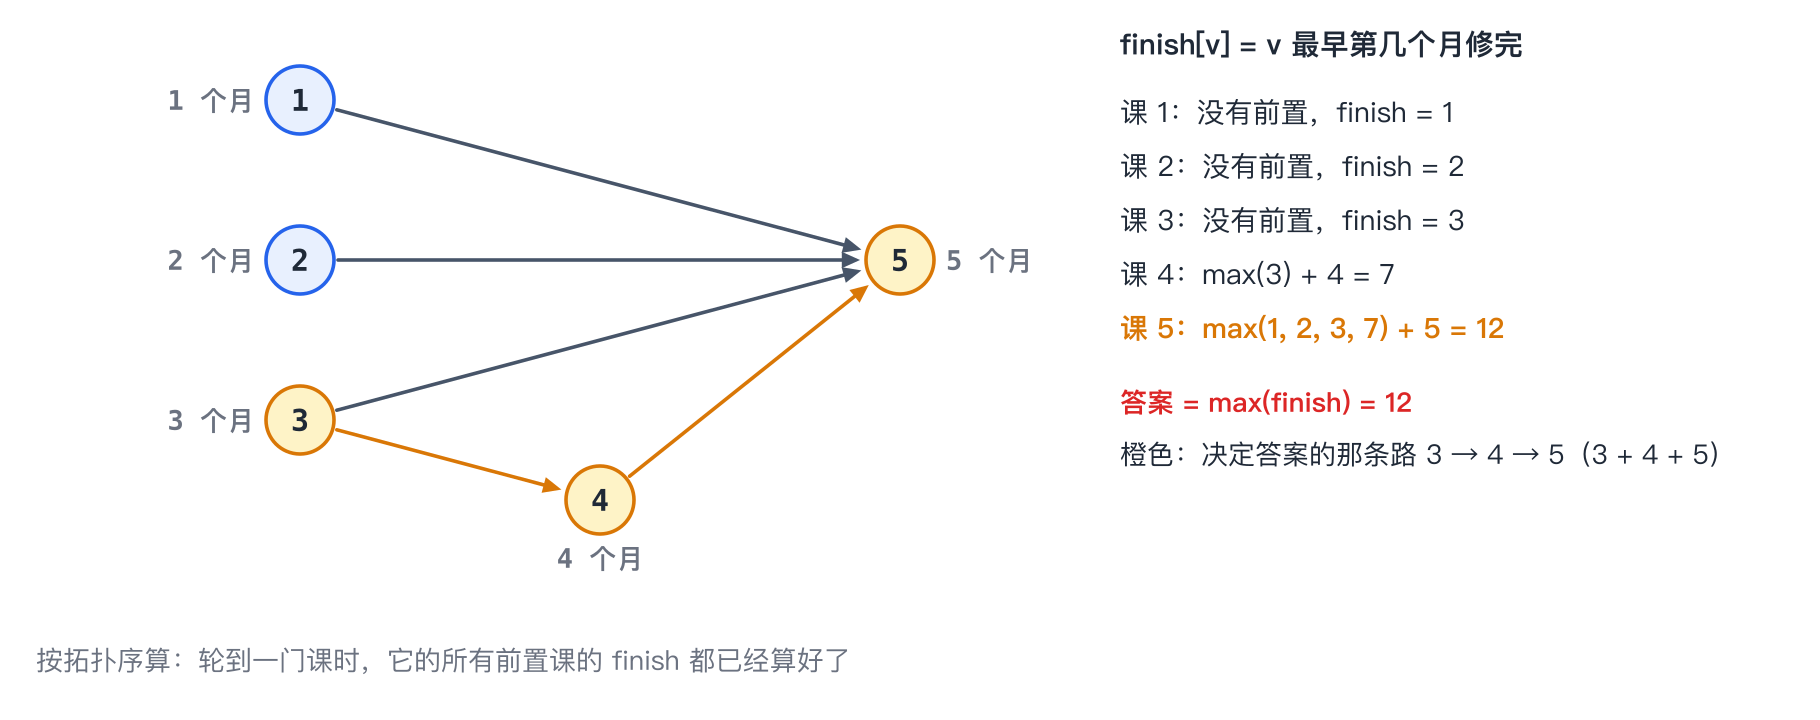 finish[v] = v 最早第几个月修完
1 个月
1
课 1：没有前置，finish = 1
课 2：没有前置，finish = 2
课 3：没有前置，finish = 3
2 个月
2
5
5 个月
课 4：max(3) + 4 = 7
课 5：max(1, 2, 3, 7) + 5 = 12
3 个月
3
答案 = max(finish) = 12
橙色：决定答案的那条路 3 → 4 → 5（3 + 4 + 5）
4
4 个月
按拓扑序算：轮到一门课时，它的所有前置课的 finish 都已经算好了